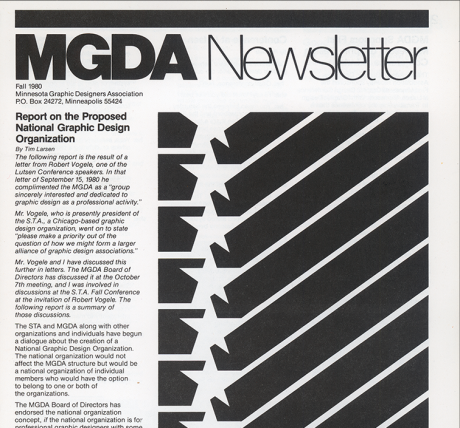 MGDA Newsletter
Fall 1980
Minnesota Graphic Designers Association
P.O. Box 24272, Minneapolis 55424
Report on the Proposed
National Graphic Design
Organization
By Tim Larsen
The following report is the result of a
letter from Robert Vogele, one of the
Lutsen Conference speakers. In that
letter of September 15, 1980 he
complimented the MGDA as a "group
sincerely interested and dedicated to
graphic design as a professional activity."
Mr. Vogele, who is presently president of
the S.T.A., a Chicago-based graphic
design organization, went on to state
"please make a priority out of the
question of how we might form a larger
alliance of graphic design associations."
Mr. Vogele and I have discussed this
further in letters. The MGDA Board of
Directors has discussed it at the October
7th meeting, and I was involved in
discussions at the S.T.A. Fall Conference
at the invitation of Robert Vogele. The
following report is a summary of
those discussions.
The STA and MGDA along with other
organizations and individuals have begun
a dialogue about the creation of a
National Graphic Design Organization.
The national organization would not
affect the MGDA structure but would be
a national organization of individual
members who would have the option
to belong to one or both of
the organizations.
The MGDA Board of Directors has
endorsed the national organization
concept, if the national organization is for
professional graphic designers with some